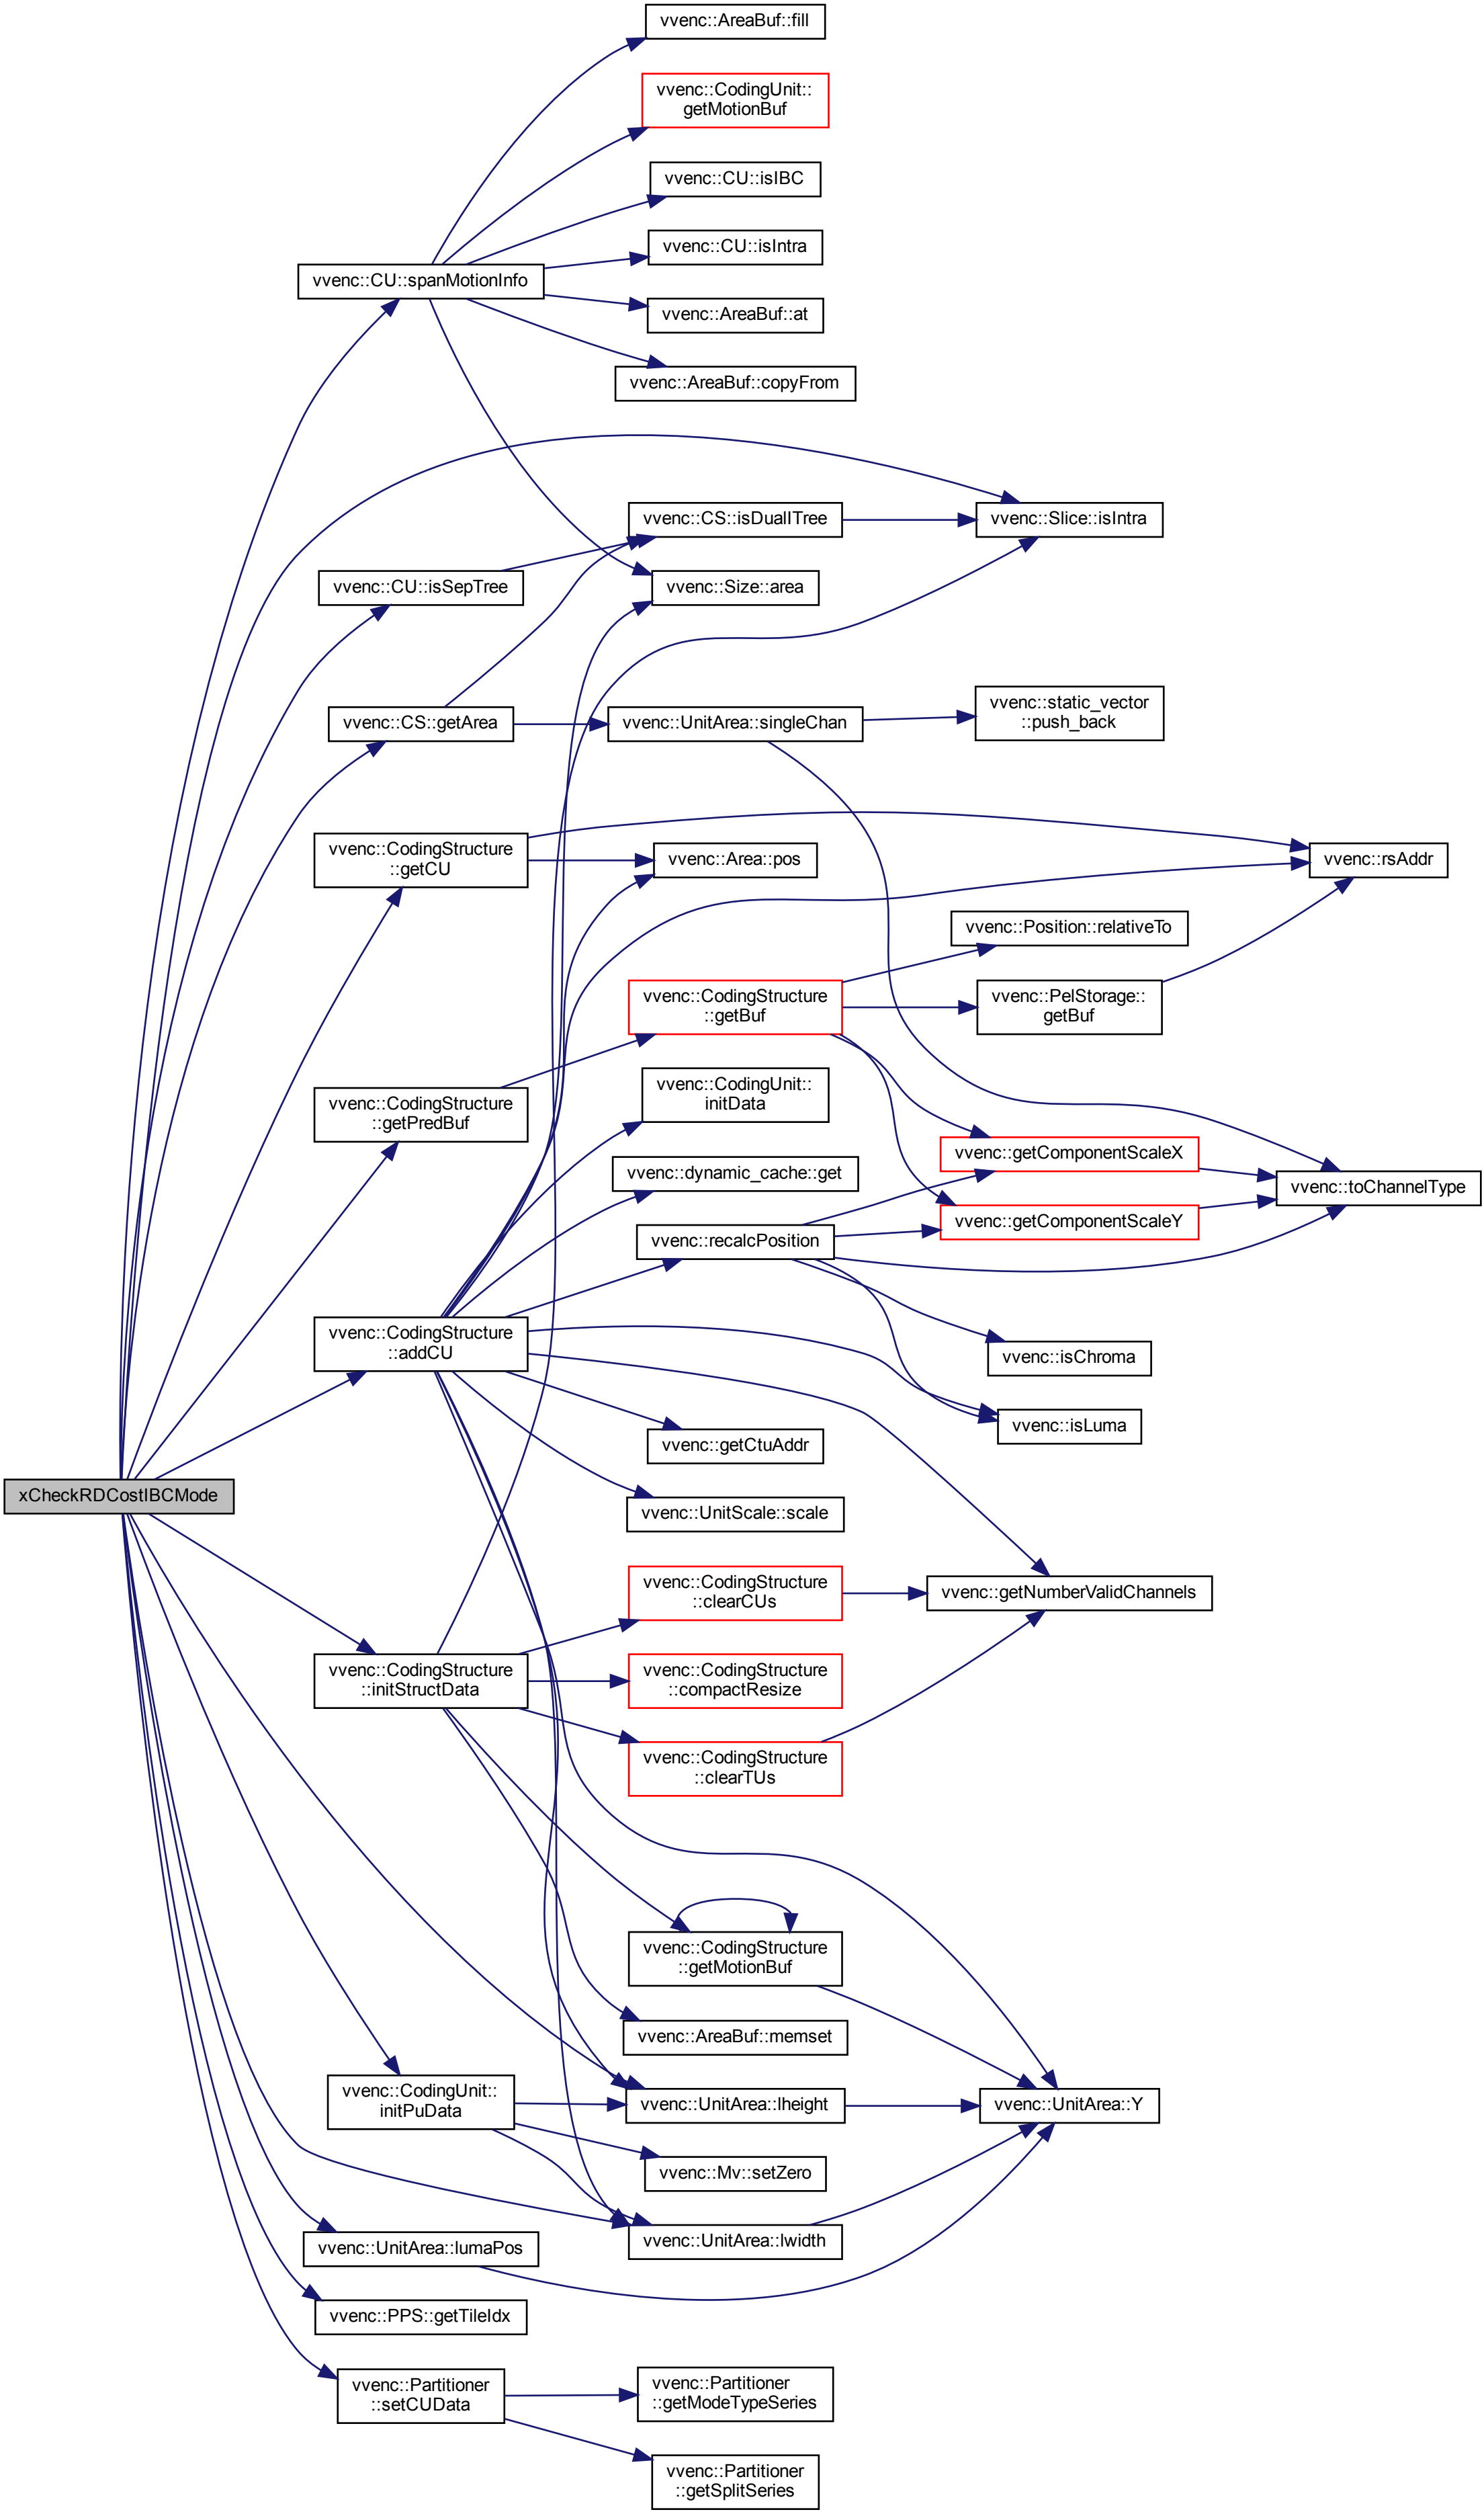 vvenc::AreaBuf::fill
vvenc::CodingUnit::
getMotionBuf
vvenc::CU::isIBC
vvenc::CU::isIntra
vvenc::CU::spanMotionInfo
vvenc::AreaBuf::at
vvenc::AreaBuf::copyFrom
vvenc::CS::isDualITree
vvenc::Slice::isIntra
vvenc::CU::isSepTree
vvenc::Size::area
vvenc::CS::getArea
vvenc::UnitArea::singleChan
vvenc::static_vector
::push_back
vvenc::CodingStructure
::getCU
vvenc::Area::pos
vvenc::rsAddr
vvenc::Position::relativeTo
vvenc::CodingStructure
::getBuf
vvenc::PelStorage::
getBuf
vvenc::CodingStructure
::getPredBuf
vvenc::CodingUnit::
initData
vvenc::getComponentScaleX
vvenc::dynamic_cache::get
vvenc::toChannelType
vvenc::getComponentScaleY
vvenc::recalcPosition
vvenc::CodingStructure
::addCU
vvenc::isChroma
vvenc::isLuma
vvenc::getCtuAddr
xCheckRDCostIBCMode
vvenc::UnitScale::scale
vvenc::CodingStructure
::clearCUs
vvenc::getNumberValidChannels
vvenc::CodingStructure
::initStructData
vvenc::CodingStructure
::compactResize
vvenc::CodingStructure
::clearTUs
vvenc::CodingStructure
::getMotionBuf
vvenc::AreaBuf::memset
vvenc::CodingUnit::
initPuData
vvenc::UnitArea::lheight
vvenc::UnitArea::Y
vvenc::Mv::setZero
vvenc::UnitArea::lwidth
vvenc::UnitArea::lumaPos
vvenc::PPS::getTileIdx
vvenc::Partitioner
::setCUData
vvenc::Partitioner
::getModeTypeSeries
vvenc::Partitioner
::getSplitSeries